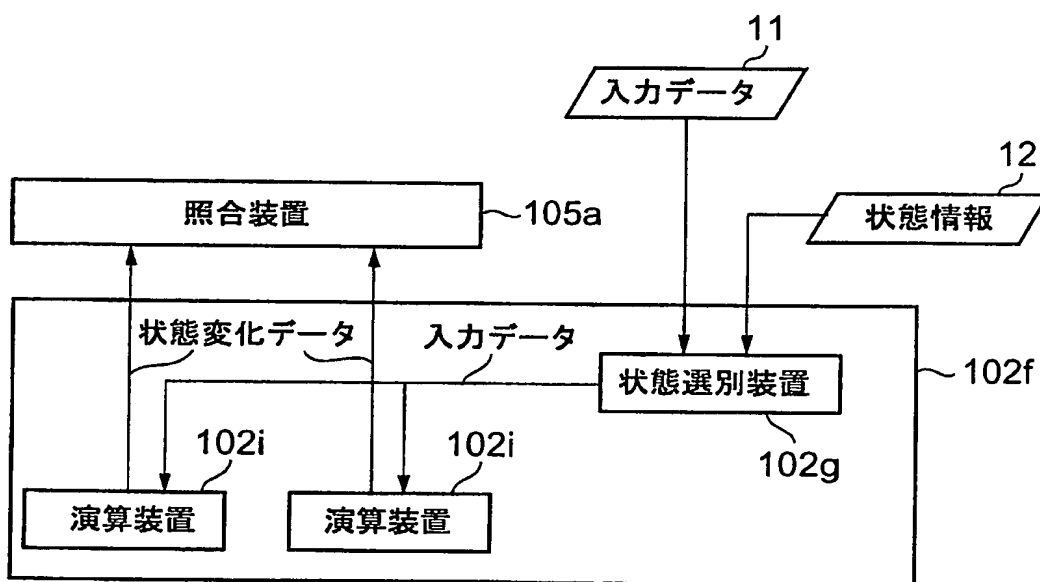 11
入力データ
12
状態情報
照合装置
105a
状態変化データ
入力データ
状態選別装置
102f
102g
102i
102i
演算装置
演算装置